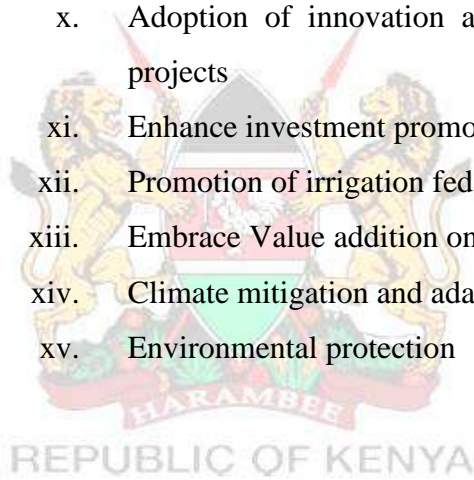 x. Adoption of innovation a
projects
xi. Enhance investment promo
xii. Promotion of irrigation fed
xiii. Embrace Value addition on
xiv. Climate mitigation and ada
xv. Environmental protection
HARAMBEE
REPUBLIC OF KENYA